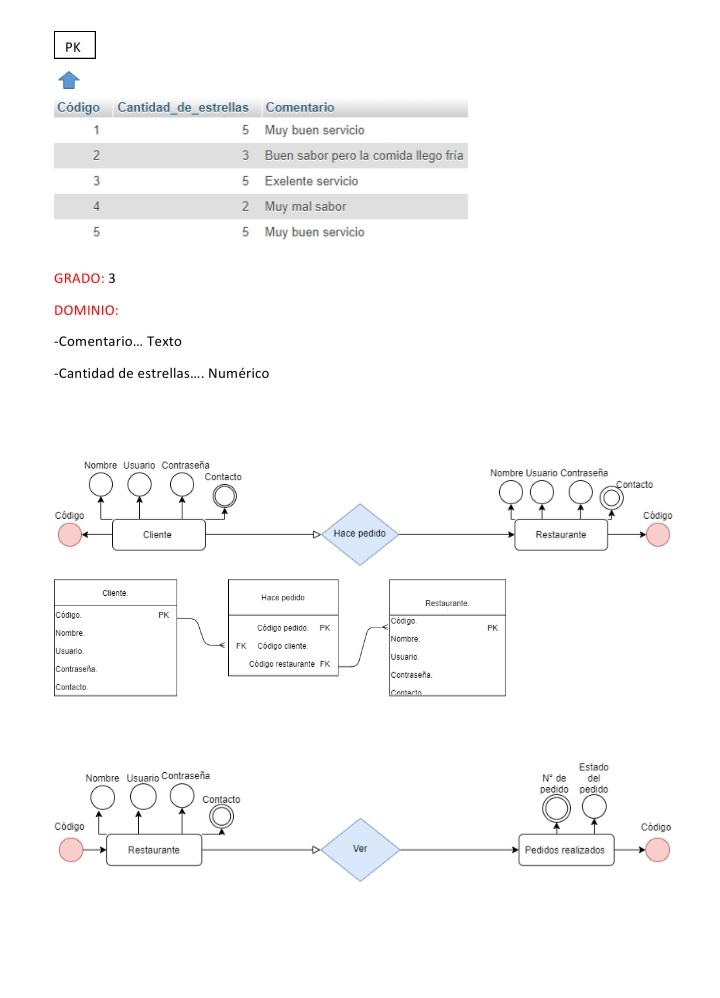 PK
Código Cantidad_de_estrellas Comentario
1 5 Muy buen servicio
2 3 Buen sabor pero la comida llego fria
3 5 Exelente servicio
4 2 Muy mal sabor
5 5 Muy buen servicio
GRADO: 3
DOMINIO:
-Comentario... Texto
-Cantidad de estrellas.... Numérico
Nombre Usuario Contraseña
Contacto
Código
Cliente
Hace pedido
Nombre Usuario Contraseña
Contacto
Código
Restaurante
Cliente.
Código. PK
Nombre.
Usuario.
Contraseña.
Contacto.
Hace pedido
Código pedido. PK
FK Código cliente.
Código restaurante FK
Restaurante.
Código. PK
Nombre.
Usuario.
Contraseña.
Contacto
Nombre Usuario Contraseña
Contacto
Código
Restaurante
Ver
N° de
pedido
Estado
del
pedido
Código
Pedidos realizados